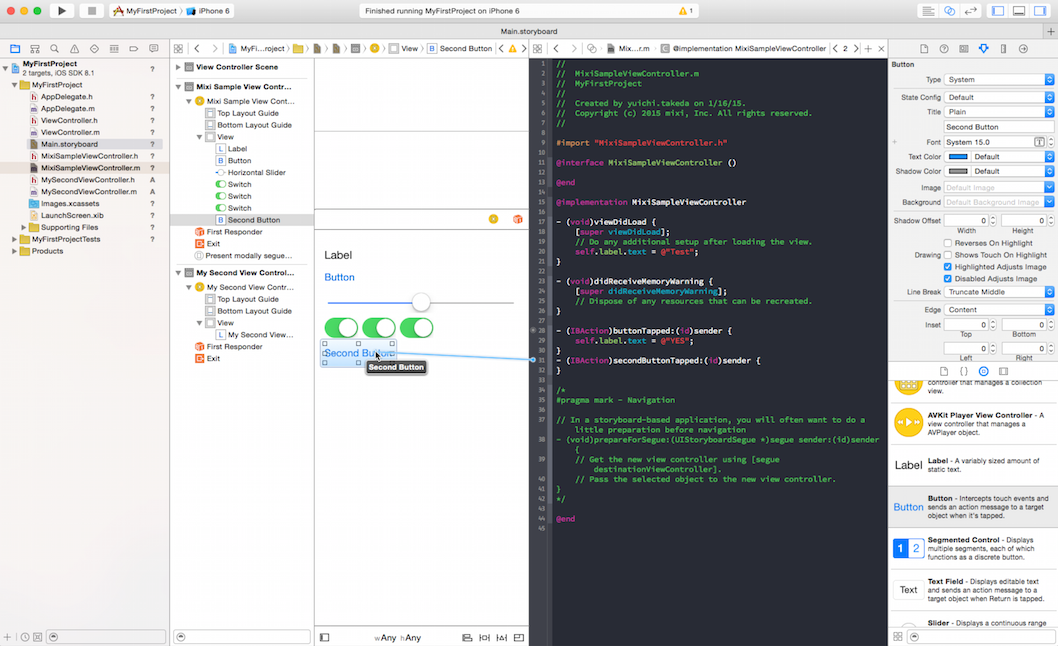 MyFirstProject
iPhone 6
Finished running MyFirstProject on iPhone 6
1
Main.storyboard
MyFi...roject
View
B Second Button
Mix...r.m
@implementation MixiSampleViewController
2
MyFirstProject
2 targets, iOS SDK 8.1
?
MyFirstProject
h AppDelegate.h ?
m AppDelegate.m ?
h ViewController.h ?
m ViewController.m ?
Main.storyboard ?
h MixiSampleViewController.h ?
MixiSampleViewController.m ?
h MySecondViewController.h A
m MySecondViewController.m A
Images.xcassets ?
LaunchScreen.xib ?
Supporting Files ?
MyFirstProjectTests ?
Products
View Controller Scene
Mixi Sample View Contr...
Mixi Sample View Cont...
Top Layout Guide
Bottom Layout Guide
View
L Label
B Button
Horizontal Slider
Switch
Switch
Switch
B Second Button
First Responder
Exit
Present modally segue...
My Second View Contr...
My Second View Contr...
Top Layout Guide
Bottom Layout Guide
View
L My Second View...
First Responder
Exit
Label
Button
Second Button
Second Button
wAny hAny
1 //
2 //  MixiSampleViewController.m
3 //  MyFirstProject
4 //
5 //  Created by yuichi.takeda on 1/16/15.
6 //  Copyright (c) 2015 mixi, Inc. All rights reserved.
7 //
8
9 #import "MixiSampleViewController.h"
10
11 @interface MixiSampleViewController ()
12
13 @end
14
15 @implementation MixiSampleViewController
16
17 - (void)viewDidLoad {
18 [super viewDidLoad];
19 // Do any additional setup after loading the view.
20 self.label.text = @"Test";
21 }
22
23 - (void)didReceiveMemoryWarning {
24 [super didReceiveMemoryWarning];
25 // Dispose of any resources that can be recreated.
26 }
27
28 - (IBAction)buttonTapped:(id)sender {
29 self.label.text = @"YES";
30 }
31 - (IBAction)secondButtonTapped:(id)sender {
32 }
33
34 /*
35 #pragma mark - Navigation
36
37 // In a storyboard-based application, you will often want to do a
little preparation before navigation
38 - (void)prepareForSegue:(UIStoryboardSegue *)segue sender:(id)sender
{
39 // Get the new view controller using [segue
destinationViewController].
40 // Pass the selected object to the new view controller.
41 }
42 */
43
44 @end
45
Button
Type System
State Config Default
Title Plain
Second Button
Font System 15.0
Text Color Default
Shadow Color Default
Image Default Image
Background Default Background Image
Shadow Offset 0 0
Width Height
Reverses On Highlight
Drawing Shows Touch On Highlight
Highlighted Adjusts Image
Disabled Adjusts Image
Line Break Truncate Middle
Edge Content
Inset 0 0
Top Bottom
0 0
Left Right
controller that manages a collection
view.
AVKit Player View Controller - A
view controller that manages a
AVPlayer object.
Label
Label - A variably sized amount of
static text.
Button
Button - Intercepts touch events and
sends an action message to a target
object when it's tapped.
1 2
Segmented Control - Displays
multiple segments, each of which
functions as a discrete button.
Text
Text Field - Displays editable text
and sends an action message to a
target object when Return is tapped.
Slider - Displays a continuous range